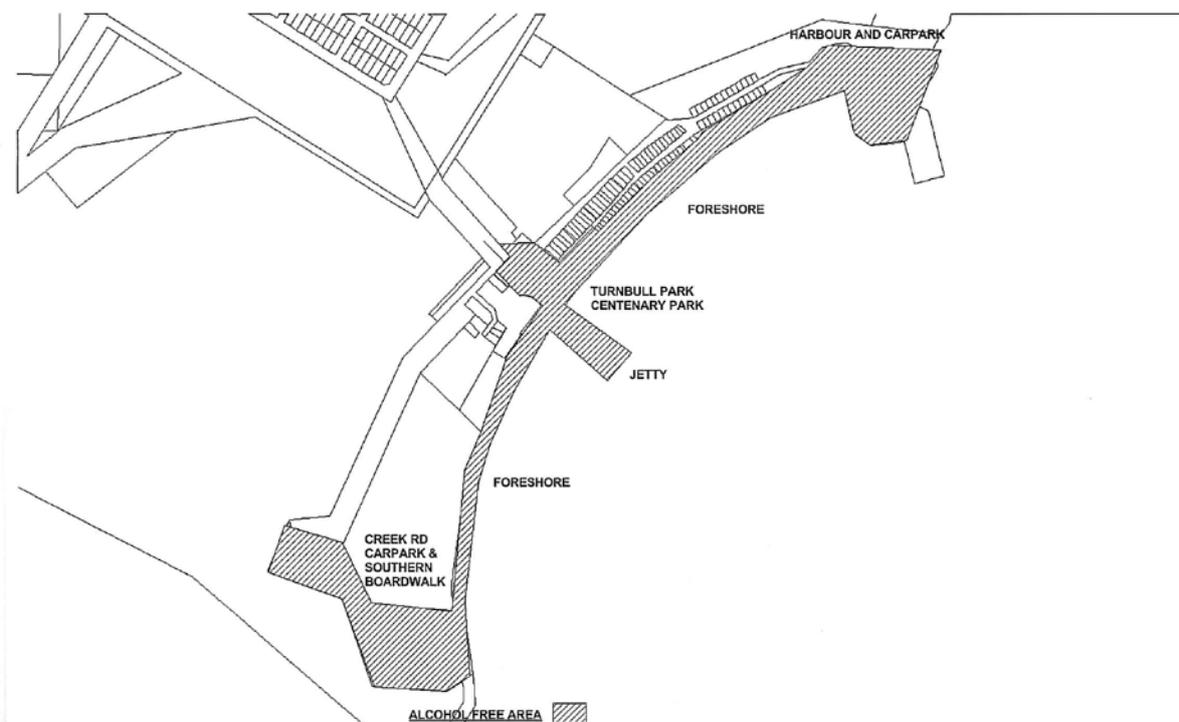 HARBOUR AND CARPARK
FORESHORE
TURNBULL PARK
CENTENARY PARK
JETTY
FORESHORE
CREEK RD
CARPARK &
SOUTHERN
BOARDWALK
ALCOHOL FREE AREA